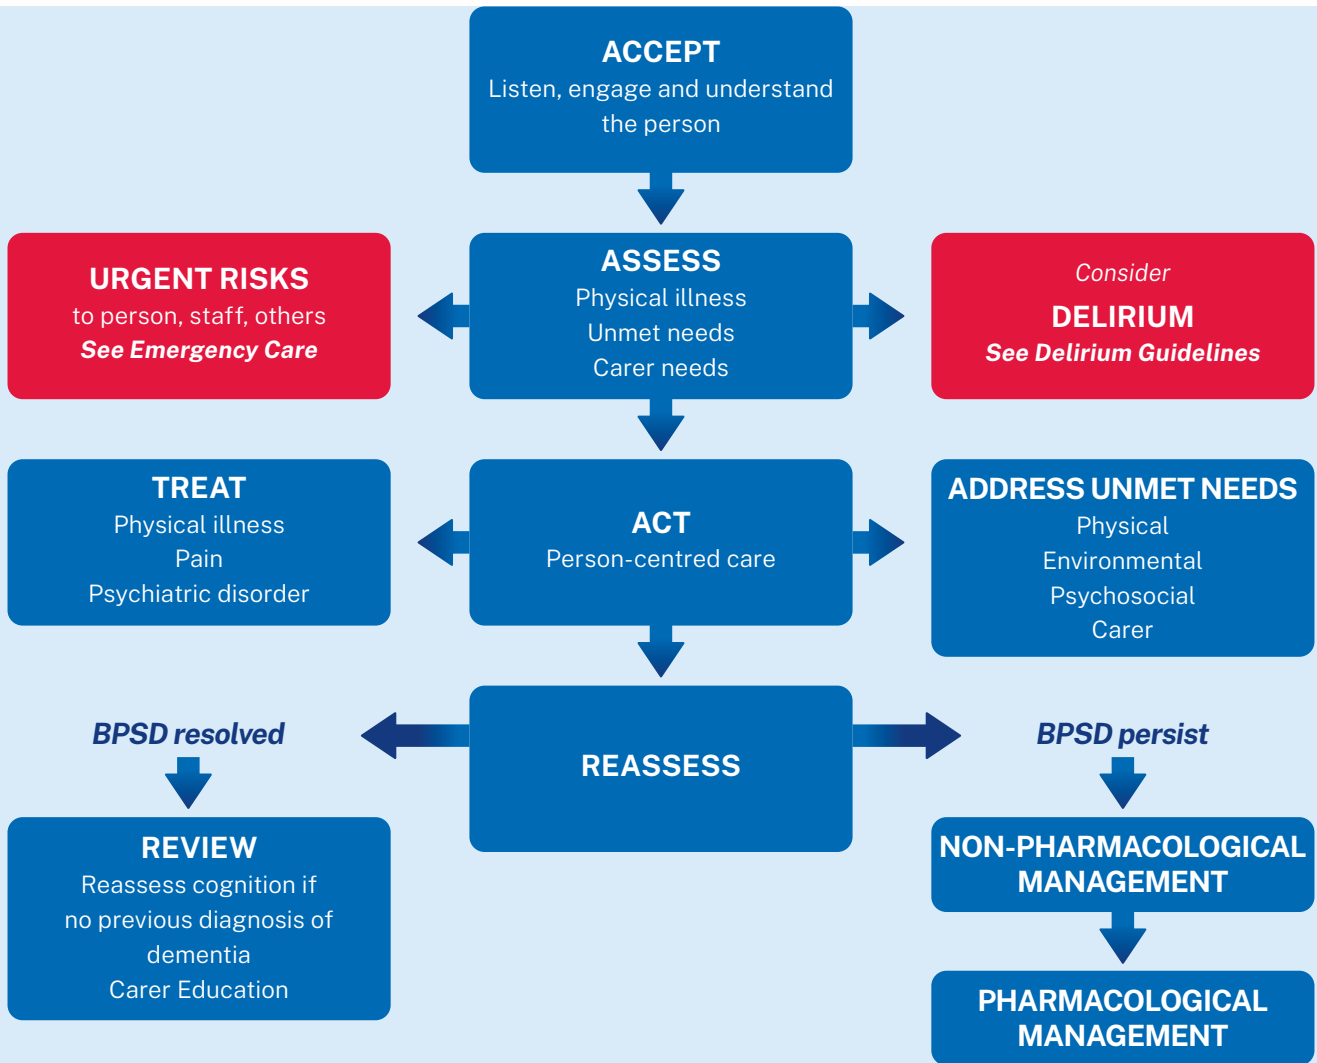 ACCEPT
Listen, engage and understand
the person
URGENT RISKS
to person, staff, others
See Emergency Care
ASSESS
Physical illness
Unmet needs
Carer needs
Consider
DELIRIUM
See Delirium Guidelines
TREAT
Physical illness
Pain
Psychiatric disorder
ACT
Person-centred care
ADDRESS UNMET NEEDS
Physical
Environmental
Psychosocial
Carer
BPSD resolved
REASSESS
BPSD persist
REVIEW
Reassess cognition if
no previous diagnosis of
dementia
Carer Education
NON-PHARMACOLOGICAL
MANAGEMENT
PHARMACOLOGICAL
MANAGEMENT